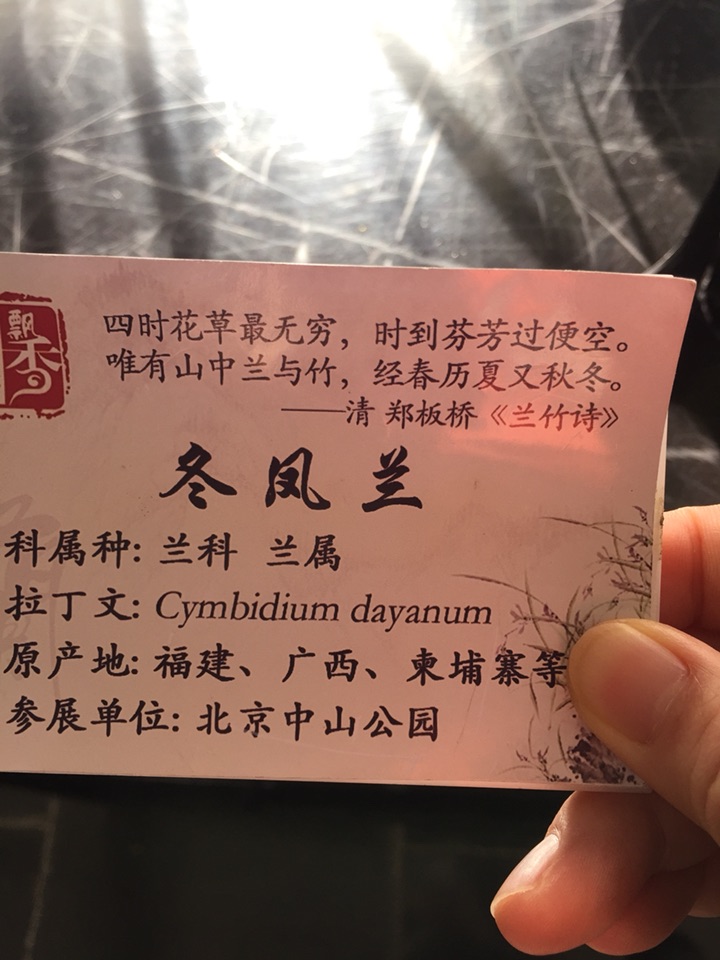 飘香
四时花草最无穷，时到芬芳过便空。
唯有山中兰与竹，经春历夏又秋冬。
——清 郑板桥《兰竹诗》
冬凤兰
科属种: 兰科 兰属
拉丁文: Cymbidium dayanum
原产地: 福建、广西、柬埔寨等
参展单位: 北京中山公园